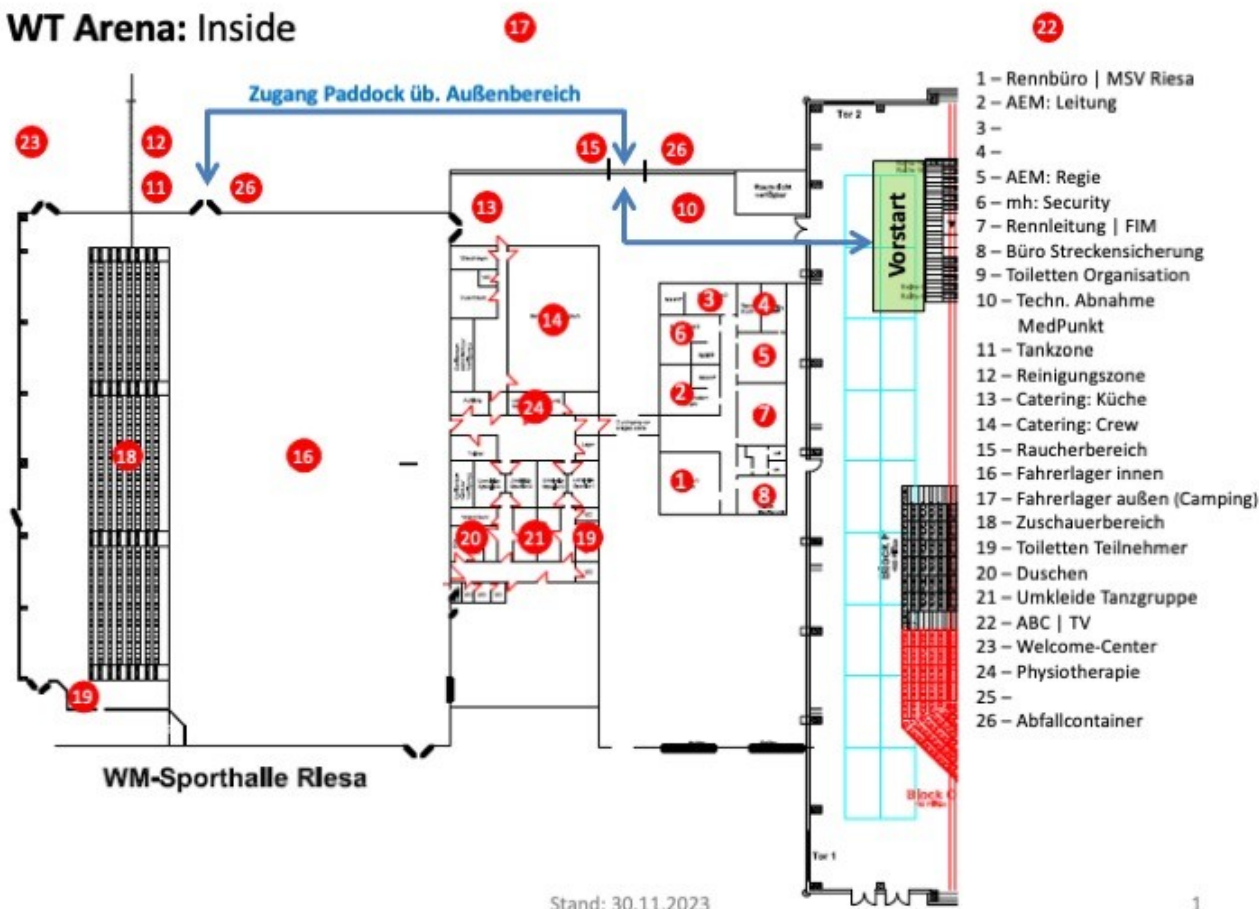 WT Arena: Inside
17
22
Zugang Paddock üb. Außenbereich
23
12
11
26
15
26
13
10
Tor 2
Vorstart
14
3
4
6
5
2
24
7
18
16
1
8
20
21
19
19
Block C
Tor 1
WM-Sporthalle Riesa
1 – Rennbüro | MSV Riesa
2 – AEM: Leitung
3 –
4 –
5 – AEM: Regie
6 – mh: Security
7 – Rennleitung | FIM
8 – Büro Streckensicherung
9 – Toiletten Organisation
10 – Techn. Abnahme
MedPunkt
11 – Tankzone
12 – Reinigungszone
13 – Catering: Küche
14 – Catering: Crew
15 – Raucherbereich
16 – Fahrerlager innen
17 – Fahrerlager außen (Camping)
18 – Zuschauerbereich
19 – Toiletten Teilnehmer
20 – Duschen
21 – Umkleide Tanzgruppe
22 – ABC | TV
23 – Welcome-Center
24 – Physiotherapie
25 –
26 – Abfallcontainer
Stand: 30.11.2023
1